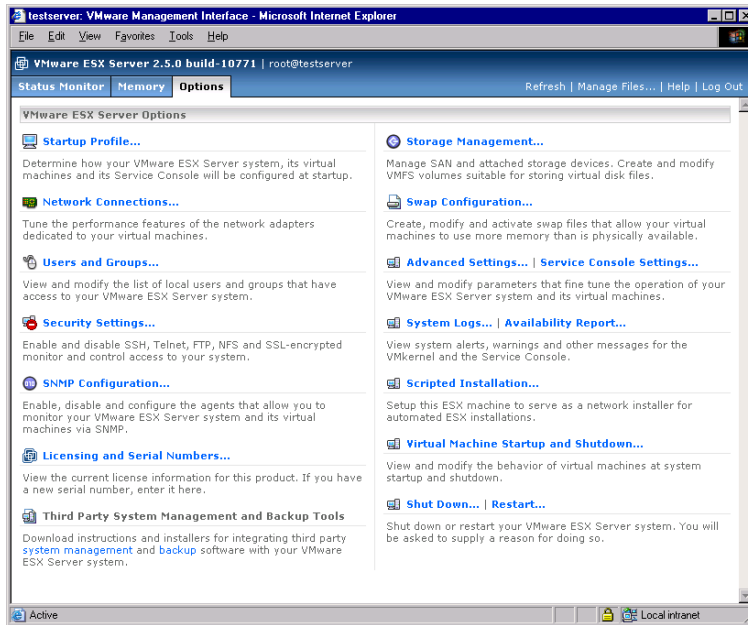 testserver: VMware Management Interface - Microsoft Internet Explorer
File Edit View Favorites Tools Help
VMware ESX Server 2.5.0 build-10771 | root@testserver
Status Monitor Memory Options Refresh | Manage Files... | Help | Log Out
VMware ESX Server Options
Startup Profile...
Determine how your VMware ESX Server system, its virtual
machines and its Service Console will be configured at startup.
Network Connections...
Tune the performance features of the network adapters
dedicated to your virtual machines.
Users and Groups...
View and modify the list of local users and groups that have
access to your VMware ESX Server system.
Security Settings...
Enable and disable SSH, Telnet, FTP, NFS and SSL-encrypted
monitor and control access to your system.
SNMP Configuration...
Enable, disable and configure the agents that allow you to
monitor your VMware ESX Server system and its virtual
machines via SNMP.
Licensing and Serial Numbers...
View the current license information for this product. If you have
a new serial number, enter it here.
Third Party System Management and Backup Tools
Download instructions and installers for integrating third party
system management and backup software with your VMware
ESX Server system.
Storage Management...
Manage SAN and attached storage devices. Create and modify
VMFS volumes suitable for storing virtual disk files.
Swap Configuration...
Create, modify and activate swap files that allow your virtual
machines to use more memory than is physically available.
Advanced Settings... | Service Console Settings...
View and modify parameters that fine tune the operation of your
VMware ESX Server system and its virtual machines.
System Logs... | Availability Report...
View system alerts, warnings and other messages for the
VMkernel and the Service Console.
Scripted Installation...
Setup this ESX machine to serve as a network installer for
automated ESX installations.
Virtual Machine Startup and Shutdown...
View and modify the behavior of virtual machines at system
startup and shutdown.
Shut Down... | Restart...
Shut down or restart your VMware ESX Server system. You will
be asked to supply a reason for doing so.
Active Local intranet